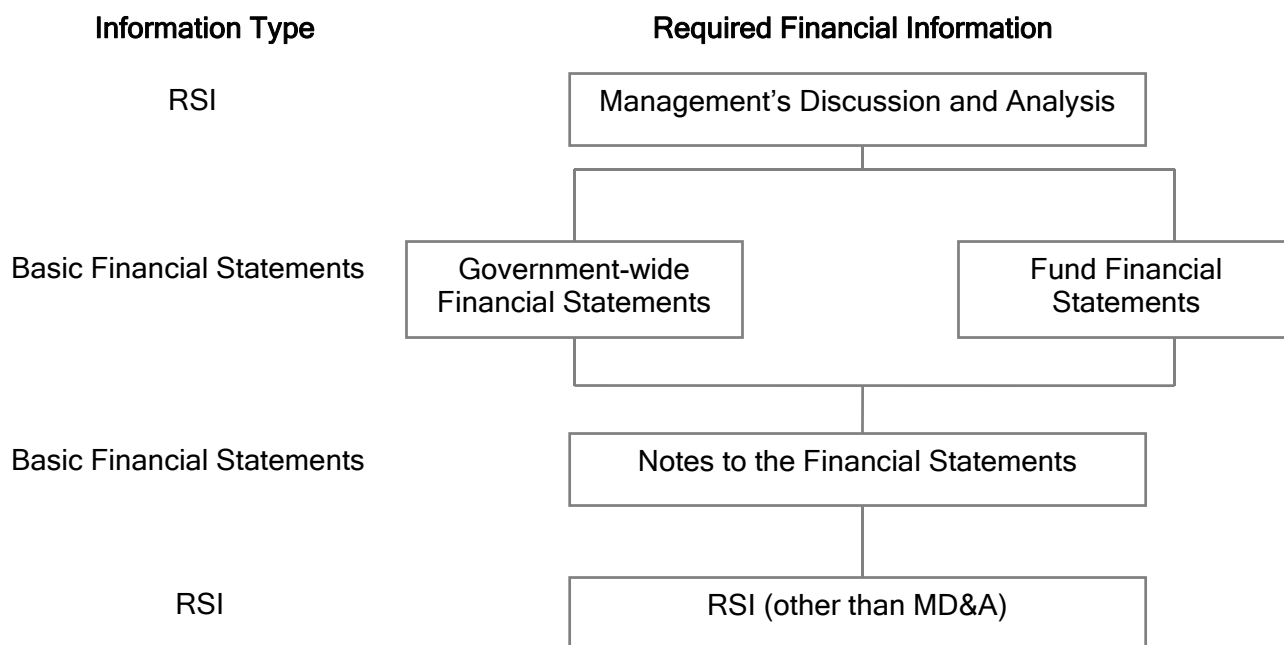 Information Type
Required Financial Information
RSI
Management’s Discussion and Analysis
Basic Financial Statements
Government-wide
Financial Statements
Fund Financial
Statements
Basic Financial Statements
Notes to the Financial Statements
RSI
RSI (other than MD&A)